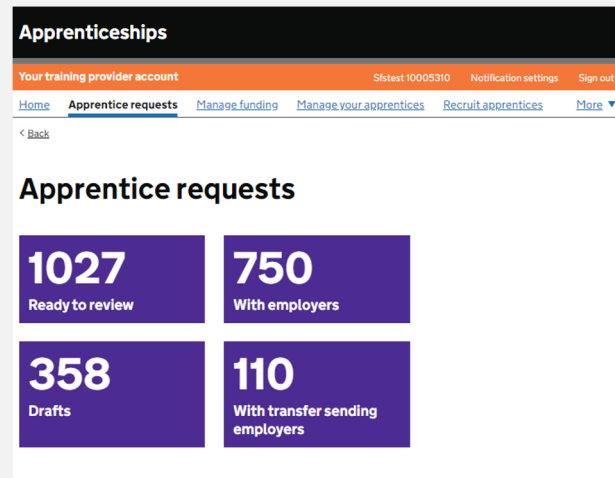 Apprenticeships
Your training provider account
Sfstest 10005310 Notification settings Sign out
Home Apprentice requests Manage funding Manage your apprentices Recruit apprentices More ▼
< Back
Apprentice requests
1027
Ready to review
750
With employers
358
Drafts
110
With transfer sending
employers